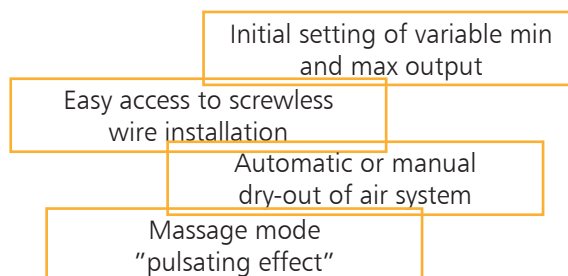 Initial setting of variable min
and max output
Easy access to screwless
wire installation
Automatic or manual
dry-out of air system
Massage mode
”pulsating effect”